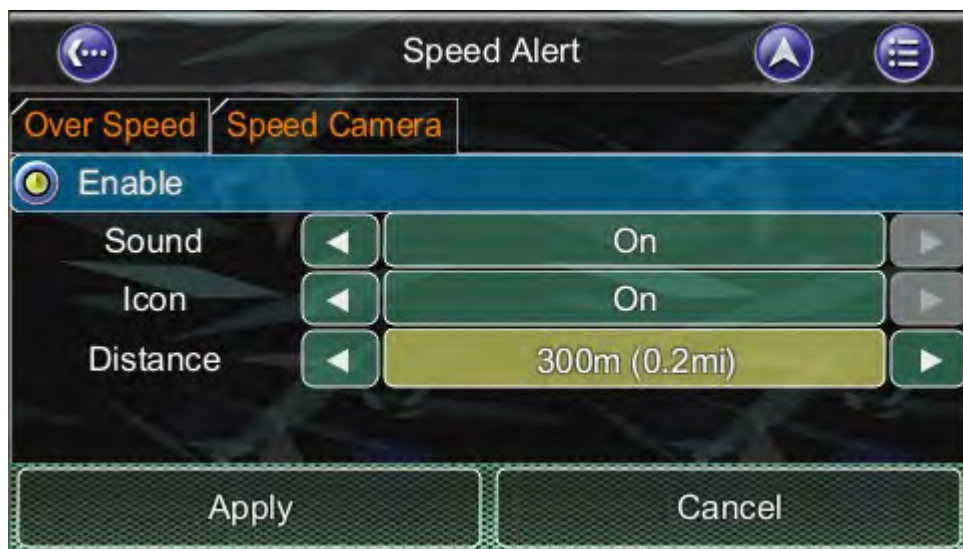 Speed Alert
Over Speed Speed Camera
Enable
Sound On
Icon On
Distance 300m (0.2mi)
Apply Cancel